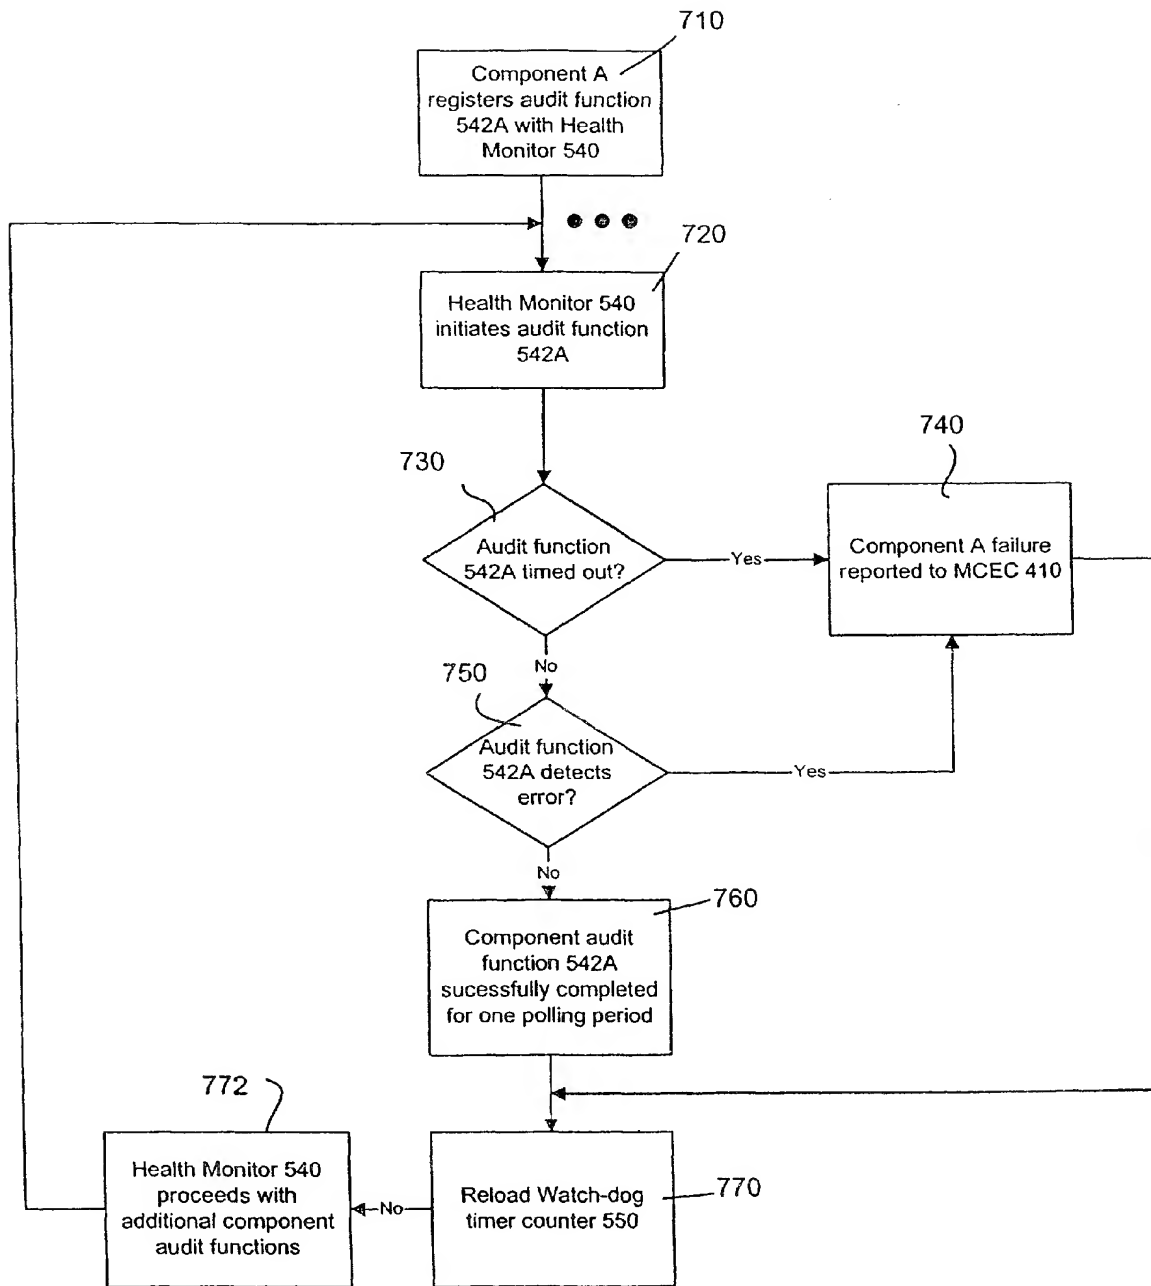 710
Component A
registers audit function
542A with Health
Monitor 540
720
Health Monitor 540
initiates audit function
542A
730
Audit function
542A timed out?
Yes
740
Component A failure
reported to MCEC 410
No
750
Audit function
542A detects
error?
Yes
No
760
Component audit
function 542A
sucessfully completed
for one polling period
772
Health Monitor 540
proceeds with
additional component
audit functions
No
Reload Watch-dog
timer counter 550
770